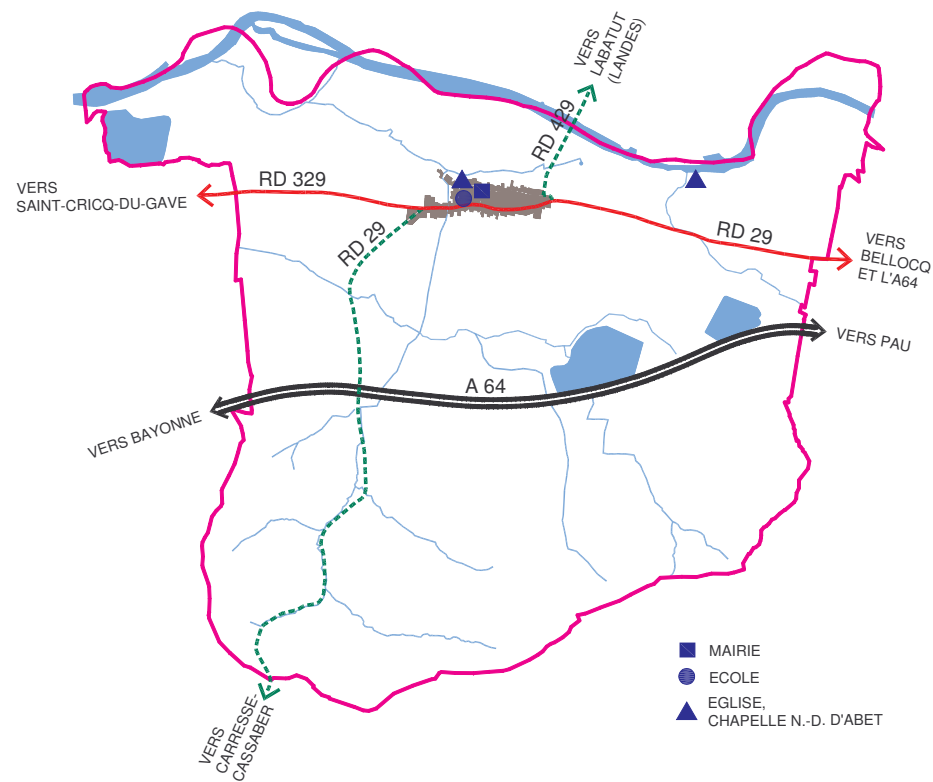 VERS
LABATUT
(LANDES)
RD 429
RD 329
VERS
SAINT-CRICQ-DU-GAVE
RD 29
RD 29
VERS
BELLOCQ
ET L'A64
VERS PAU
A 64
VERS BAYONNE
MAIRIE
ECOLE
EGLISE,
CHAPELLE N.-D. D'ABET
VERS
CARRESSE-
CASSABER